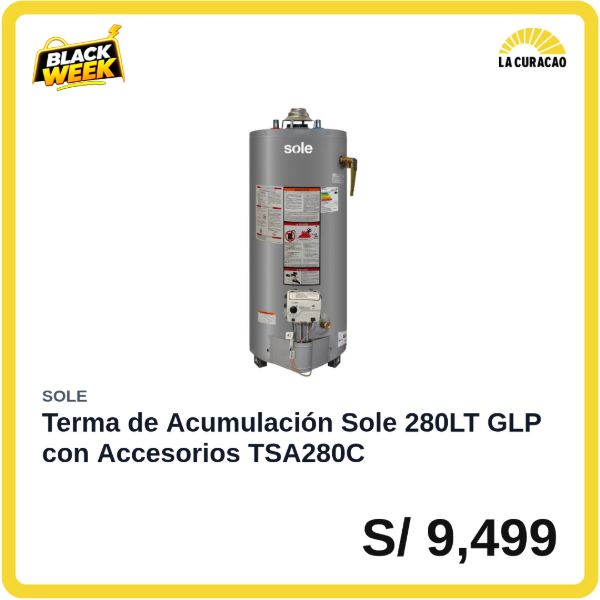 BLACK
WEEK
LA CURACAO
sole
SOLE
Terma de Acumulación Sole 280LT GLP
con Accesorios TSA280C
S/ 9,499